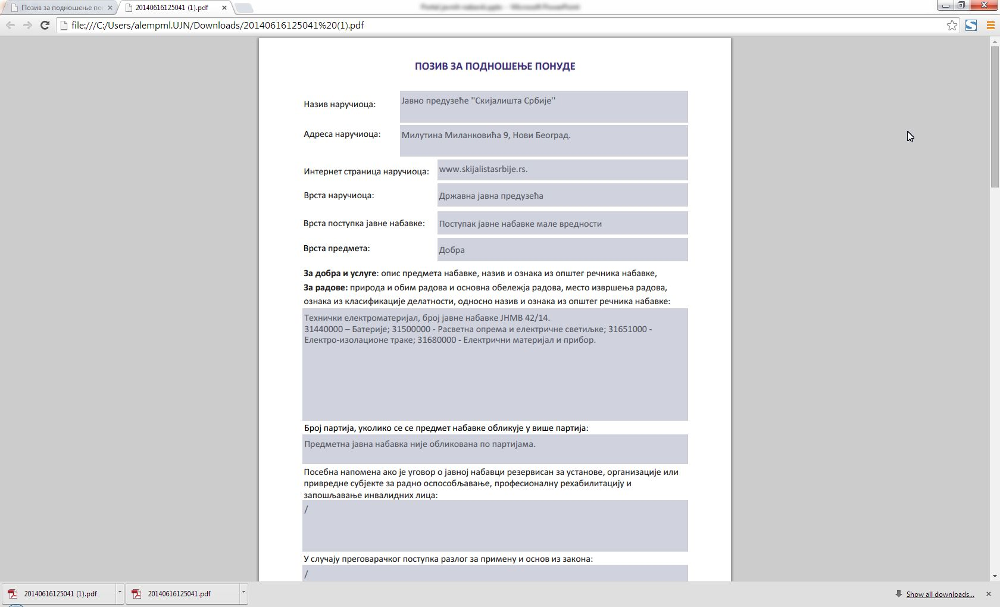 Позив за подношење по
20140616125041 (1).pdf
Portal javnih nabavki.pptx - Microsoft PowerPoint
file:///C:/Users/alempml.UJN/Downloads/20140616125041%20(1).pdf
ПОЗИВ ЗА ПОДНОШЕЊЕ ПОНУДЕ
Назив наручиоца:
Јавно предузеће "Скијалишта Србије"
Адреса наручиоца:
Милутина Миланковића 9, Нови Београд.
Интернет страница наручиоца:
www.skijalistasrbije.rs.
Врста наручиоца:
Државна јавна предузећа
Врста поступка јавне набавке:
Поступак јавне набавке мале вредности
Врста предмета:
Добра
За добра и услуге: опис предмета набавке, назив и ознака из општег речника набавке,
За радове: природа и обим радова и основна обележја радова, место извршења радова,
ознака из класификације делатности, односно назив и ознака из општег речника набавке:
Технички електроматеријал, број јавне набавке ЈНМВ 42/14.
31440000 – Батерије; 31500000 - Расветна опрема и електричне светиљке; 31651000 -
Електро-изолационе траке; 31680000 - Електрични материјал и прибор.
Број партија, уколико се се предмет набавке обликује у више партија:
Предметна јавна набавка није обликована по партијама.
Посебна напомена ако је уговор о јавној набавци резервисан за установе, организације или
привредне субјекте за радно оспособљавање, професионалну рехабилитацију и
запошљавање инвалидних лица:
/
У случају преговарачког поступка разлог за примену и основ из закона:
/
20140616125041 (1).pdf
20140616125041.pdf
Show all downloads...